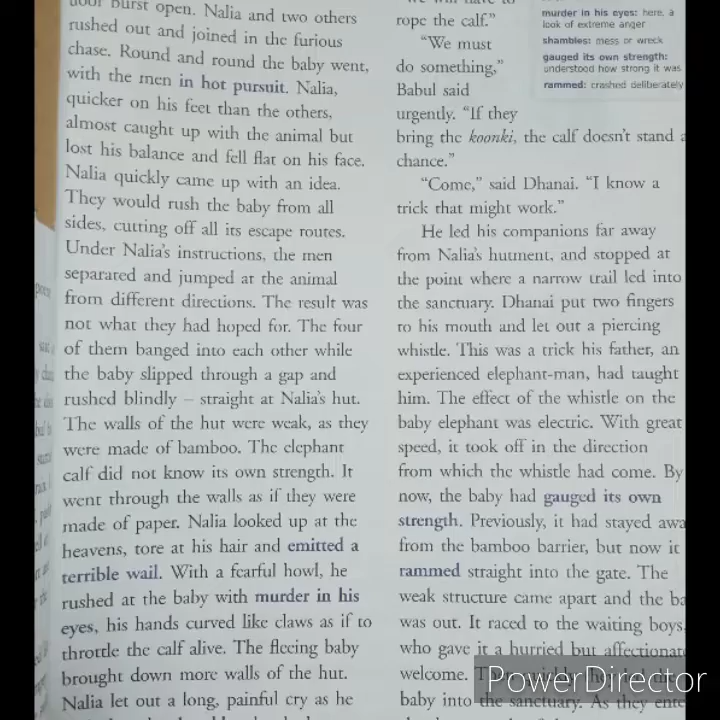 door burst open. Nalia and two others
rushed out and joined in the furious
chase. Round and round the baby went,
with the men in hot pursuit. Nalia,
quicker on his feet than the others,
almost caught up with the animal but
lost his balance and fell flat on his face.
Nalia quickly came up with an idea.
They would rush the baby from all
sides, cutting off all its escape routes.
Under Nalia's instructions, the men
separated and jumped at the animal
from different directions. The result was
not what they had hoped for. The four
of them banged into each other while
the baby slipped through a gap and
rushed blindly – straight at Nalia's hut.
The walls of the hut were weak, as they
were made of bamboo. The elephant
calf did not know its own strength. It
went through the walls as if they were
made of paper. Nalia looked up at the
heavens, tore at his hair and emitted a
terrible wail. With a fearful howl, he
rushed at the baby with murder in his
eyes, his hands curved like claws as if to
throttle the calf alive. The fleeing baby
brought down more walls of the hut.
Nalia let out a long, painful cry as he
rope the calf."
"We must
do something,"
Babul said
urgently. "If they
bring the koonki, the calf doesn't stand a
chance."
"Come," said Dhanai. "I know a
trick that might work."
He led his companions far away
from Nalia's hutment, and stopped at
the point where a narrow trail led into
the sanctuary. Dhanai put two fingers
to his mouth and let out a piercing
whistle. This was a trick his father, an
experienced elephant-man, had taught
him. The effect of the whistle on the
baby elephant was electric. With great
speed, it took off in the direction
from which the whistle had come. By
now, the baby had gauged its own
strength. Previously, it had stayed awa
from the bamboo barrier, but now it
rammed straight into the gate. The
weak structure came apart and the ba
was out. It raced to the waiting boys,
who gave it a hurried but affectionate
welcome.
baby into the sanctuary. As they ente
murder in his eyes: here, a
look of extreme anger
shambles: mess or wreck
gauged its own strength:
understood how strong it was
rammed: crashed deliberately
PowerDirector